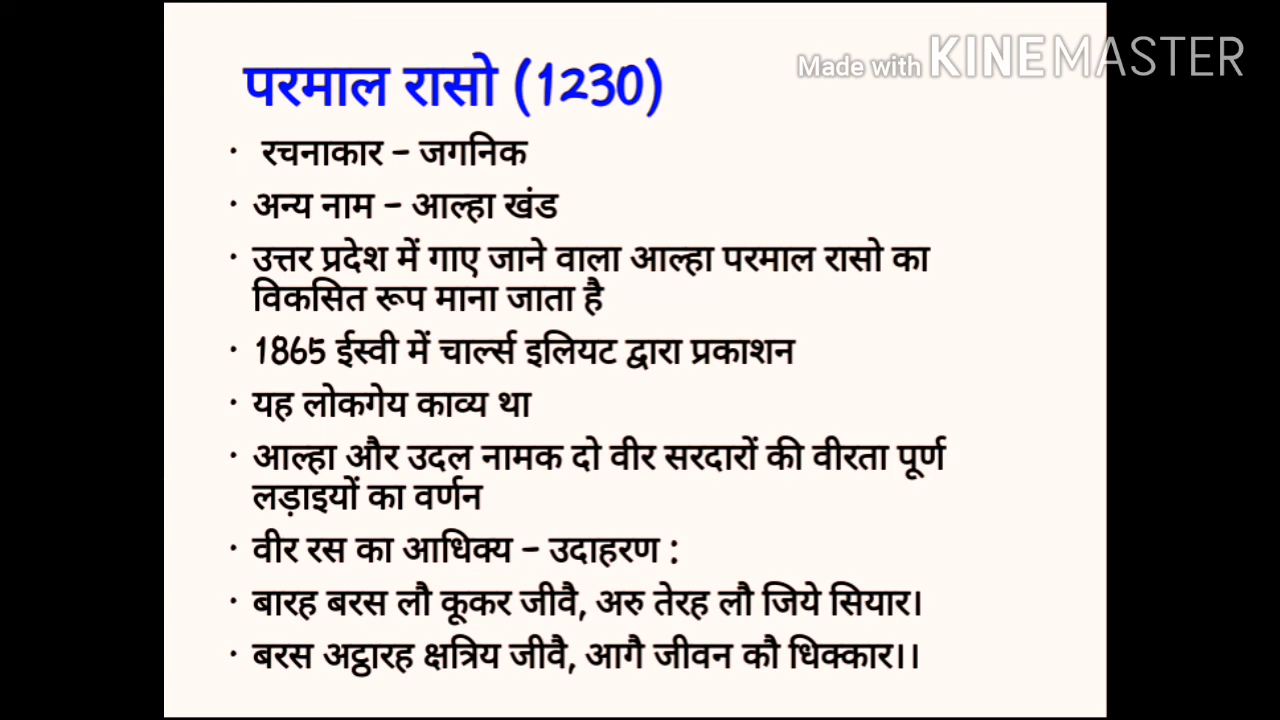 Made with KINEMASTER
परमाल रासो (1230)
· रचनाकार – जगनिक
· अन्य नाम – आल्हा खंड
· उत्तर प्रदेश में गाए जाने वाला आल्हा परमाल रासो का
विकसित रूप माना जाता है
· 1865 ईस्वी में चार्ल्स इलियट द्वारा प्रकाशन
· यह लोकगेय काव्य था
· आल्हा और उदल नामक दो वीर सरदारों की वीरता पूर्ण
लड़ाइयों का वर्णन
· वीर रस का आधिक्य – उदाहरण :
· बारह बरस लौ कूकर जीवै, अरु तेरह लौ जिये सियार।
· बरस अट्ठारह क्षत्रिय जीवै, आगै जीवन कौ धिक्कार।।